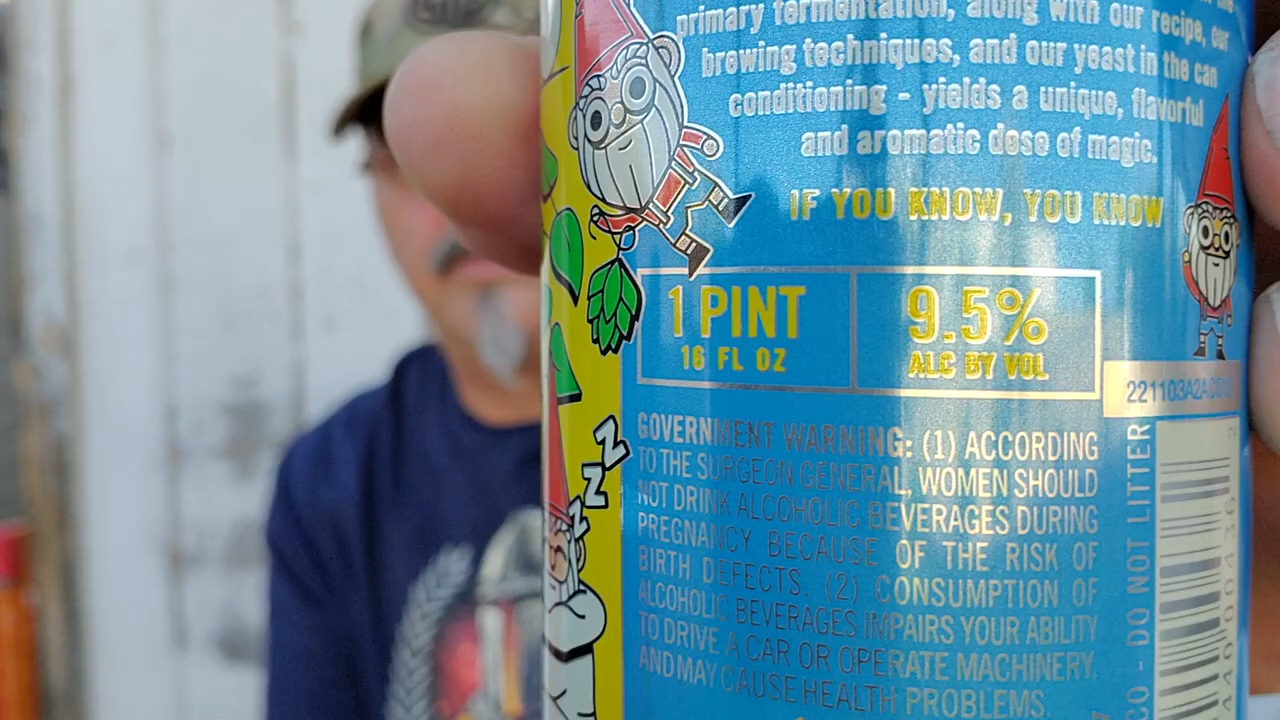 primary fermentation, along with our recipe, our
brewing techniques, and our yeast in the can
conditioning - yields a unique, flavorful
and aromatic dose of magic.
IF YOU KNOW, YOU KNOW
1 PINT
16 FL OZ
9.5%
ALC BY VOL
GOVERNMENT WARNING: (1) ACCORDING
TO THE SURGEON GENERAL, WOMEN SHOULD
NOT DRINK ALCOHOLIC BEVERAGES DURING
PREGNANCY BECAUSE OF THE RISK OF
BIRTH DEFECTS. (2) CONSUMPTION OF
ALCOHOLIC BEVERAGES IMPAIRS YOUR ABILITY
TO DRIVE A CAR OR OPERATE MACHINERY,
AND MAY CAUSE HEALTH PROBLEMS.
Z Z Z Z
CO - DO NOT LITTER